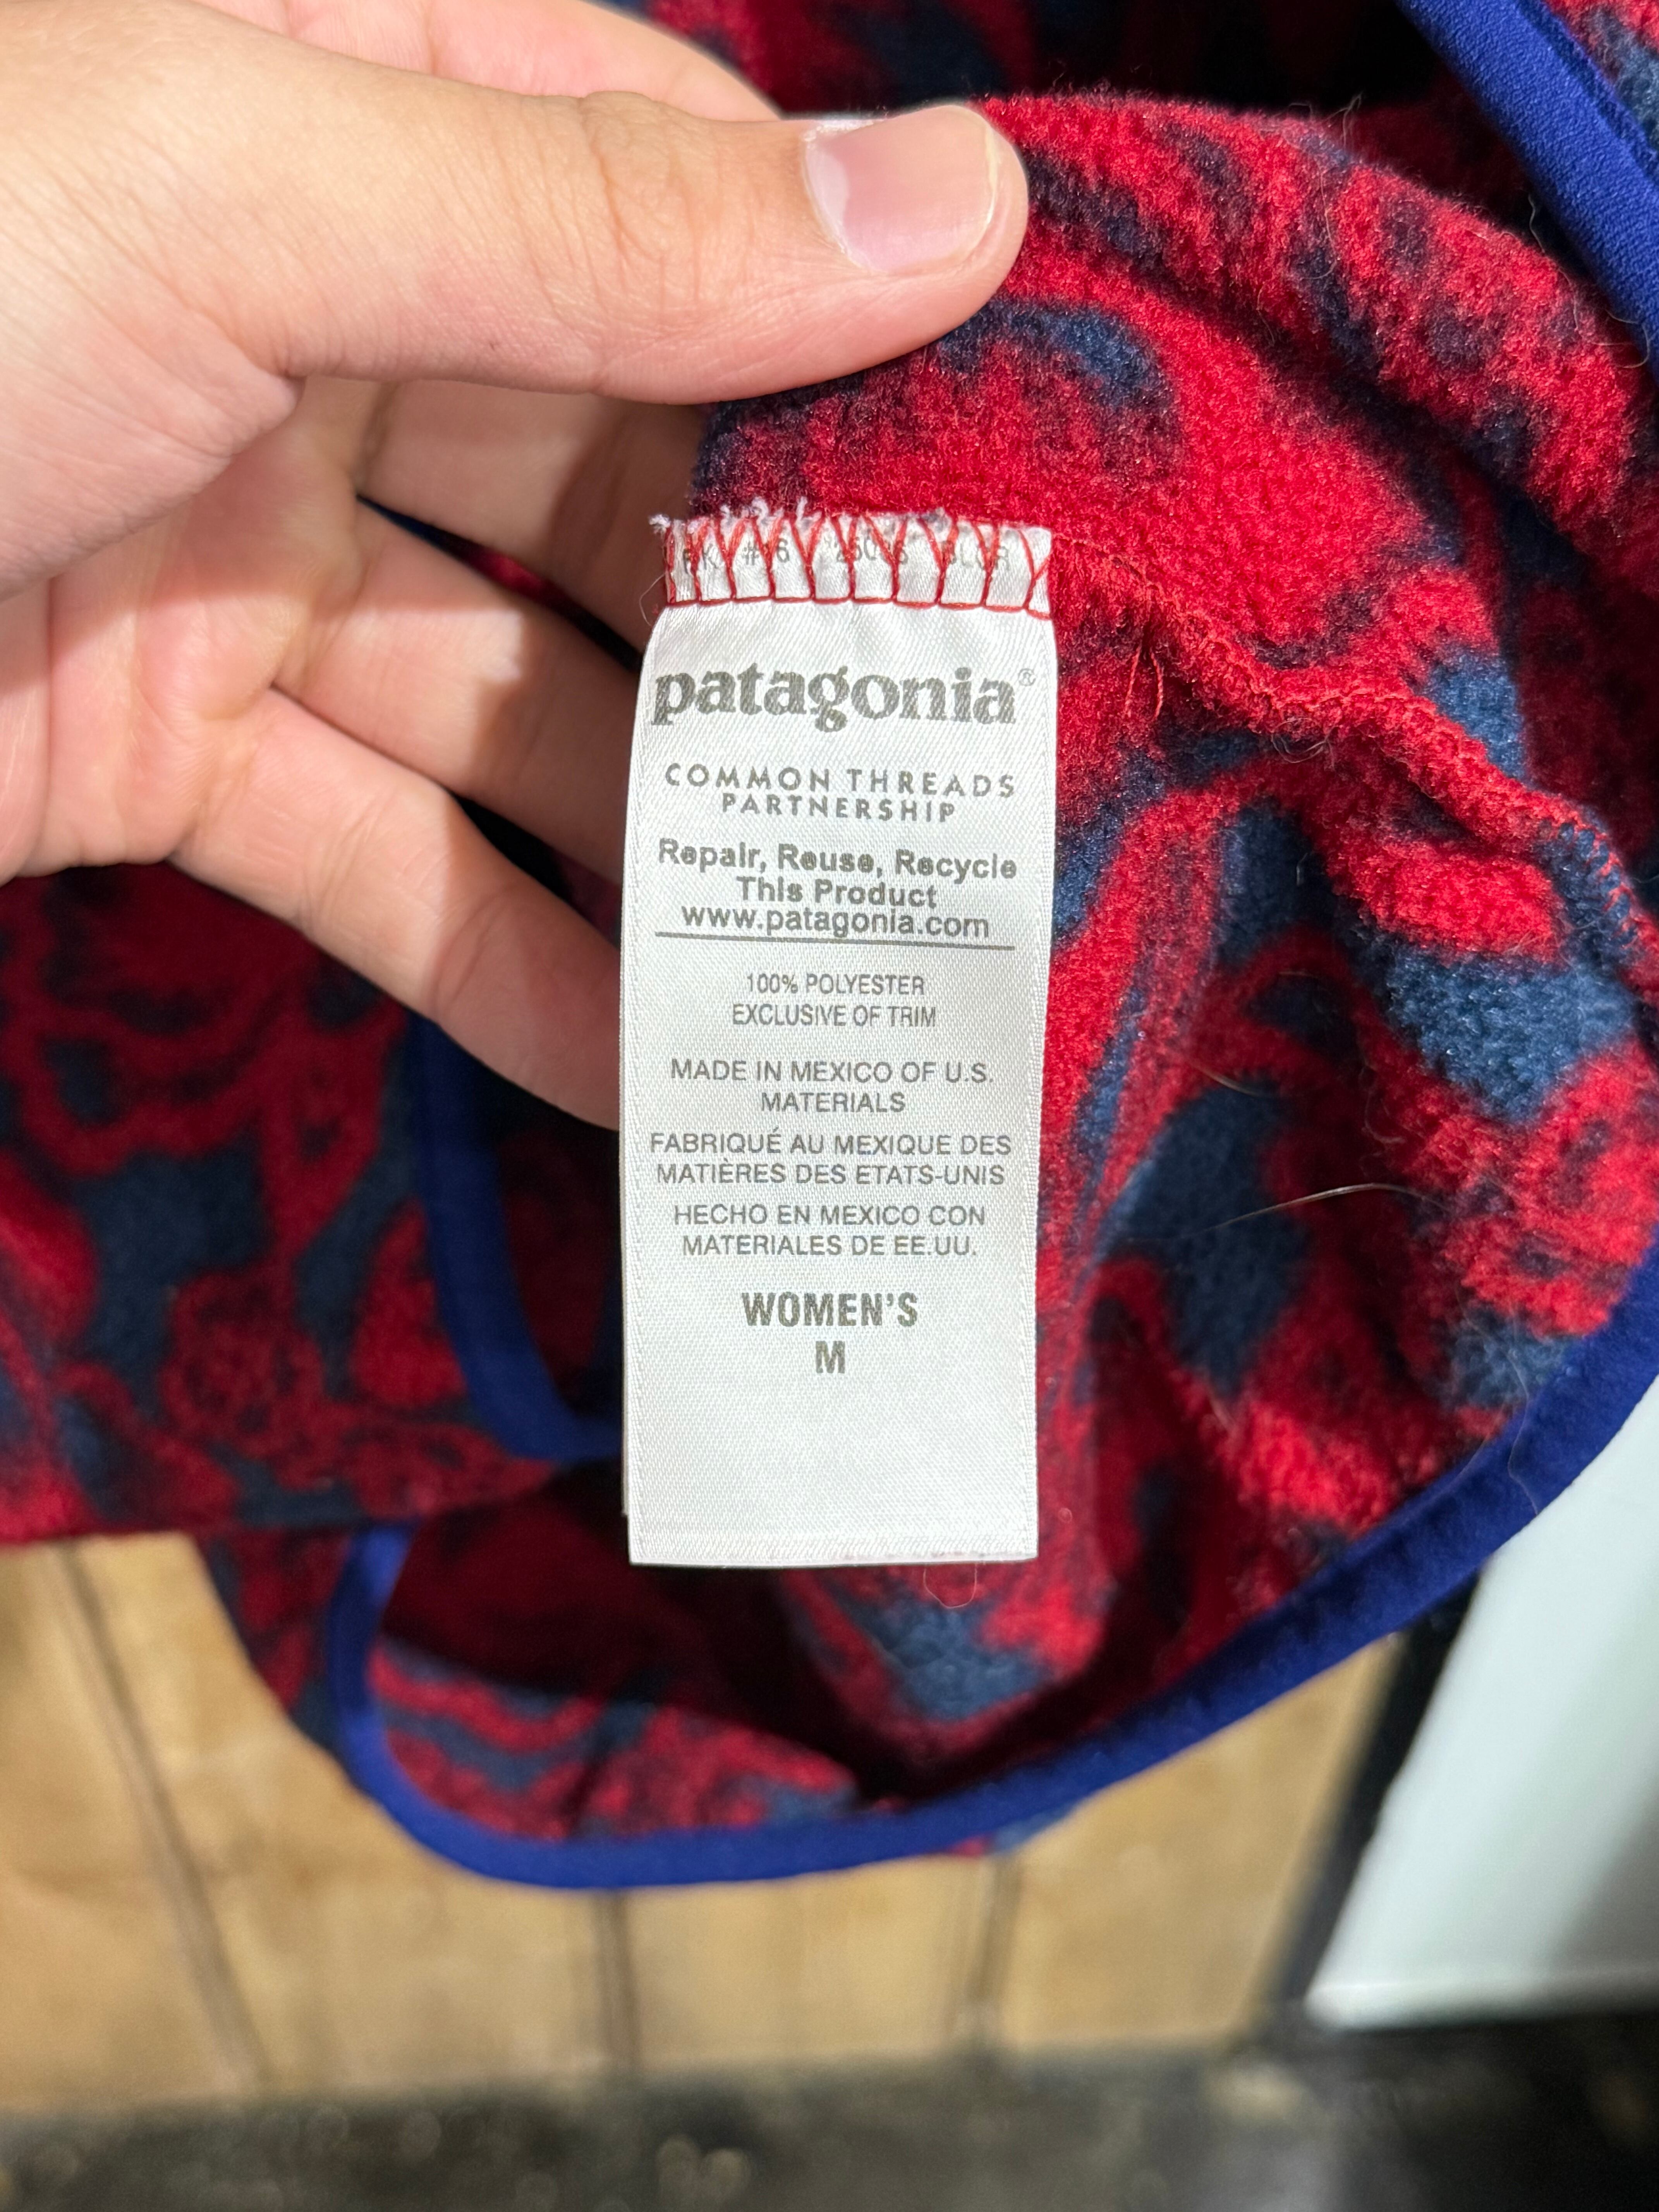 patagonia®
COMMON THREADS
PARTNERSHIP
Repair, Reuse, Recycle
This Product
www.patagonia.com
100% POLYESTER
EXCLUSIVE OF TRIM
MADE IN MEXICO OF U.S.
MATERIALS
FABRIQUÉ AU MEXIQUE DES
MATIÈRES DES ETATS-UNIS
HECHO EN MEXICO CON
MATERIALES DE EE.UU.
WOMEN'S
M